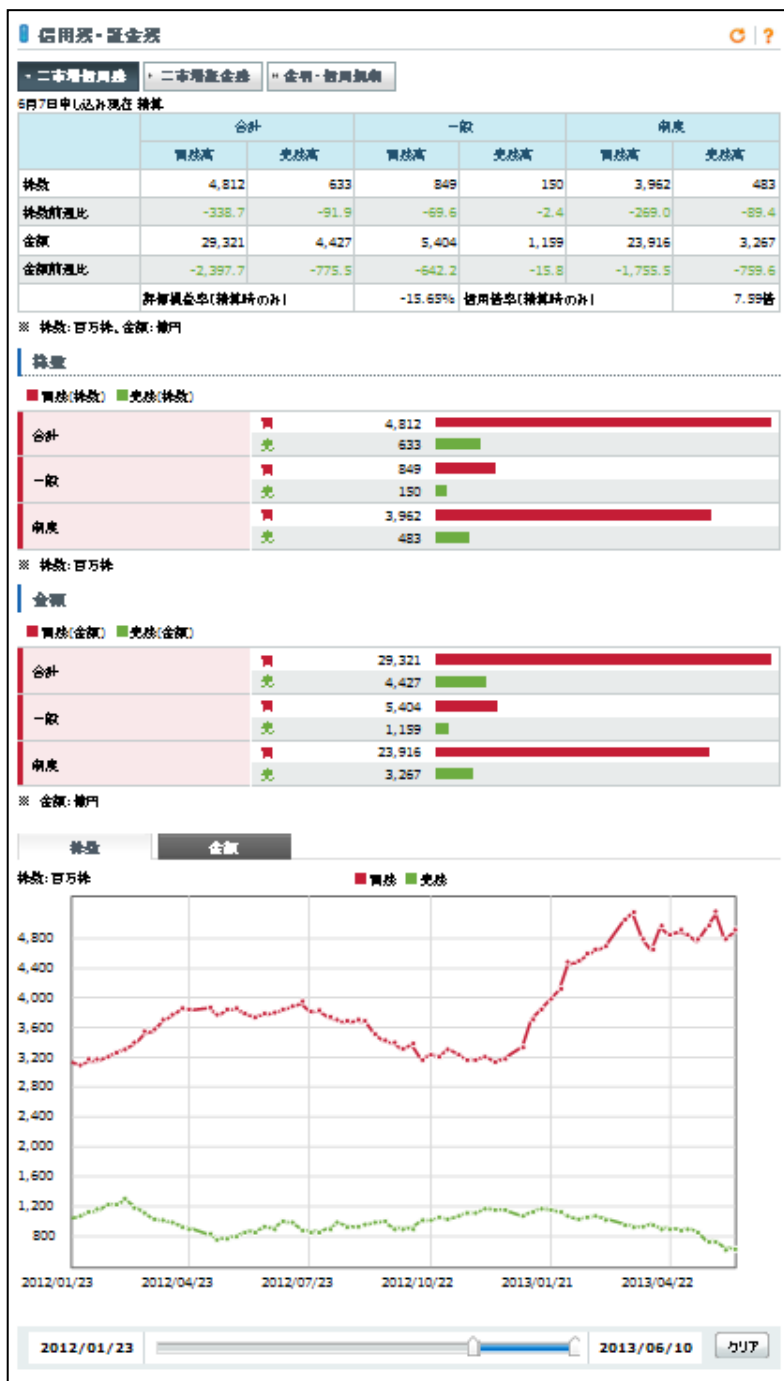 信用残・証金残
?
二市場信用残 二市場証金残 金明・信用規制
6月7日申し込み現在 精算
合計 一般 制度
買残高 売残高 買残高 売残高 買残高 売残高
株数 4,812 633 849 150 3,962 483
株数前週比 -338.7 -91.9 -69.6 -2.4 -269.0 -89.4
金額 29,321 4,427 5,404 1,159 23,916 3,267
金額前週比 -2,397.7 -775.5 -642.2 -15.8 -1,755.5 -759.6
評価損益率(精算時のみ) -15.65% 信用倍率(精算時のみ) 7.59倍
※ 株数:百万株、金額:億円
株数
買残(株数) 売残(株数)
合計 買 4,812
売 633
一般 買 849
売 150
制度 買 3,962
売 483
※ 株数:百万株
金額
買残(金額) 売残(金額)
合計 買 29,321
売 4,427
一般 買 5,404
売 1,159
制度 買 23,916
売 3,267
※ 金額:億円
株数 金額
株数:百万株 買残 売残
4,800
4,400
4,000
3,600
3,200
2,800
2,400
2,000
1,600
1,200
800
2012/01/23 2012/04/23 2012/07/23 2012/10/22 2013/01/21 2013/04/22
2012/01/23 2013/06/10 クリア